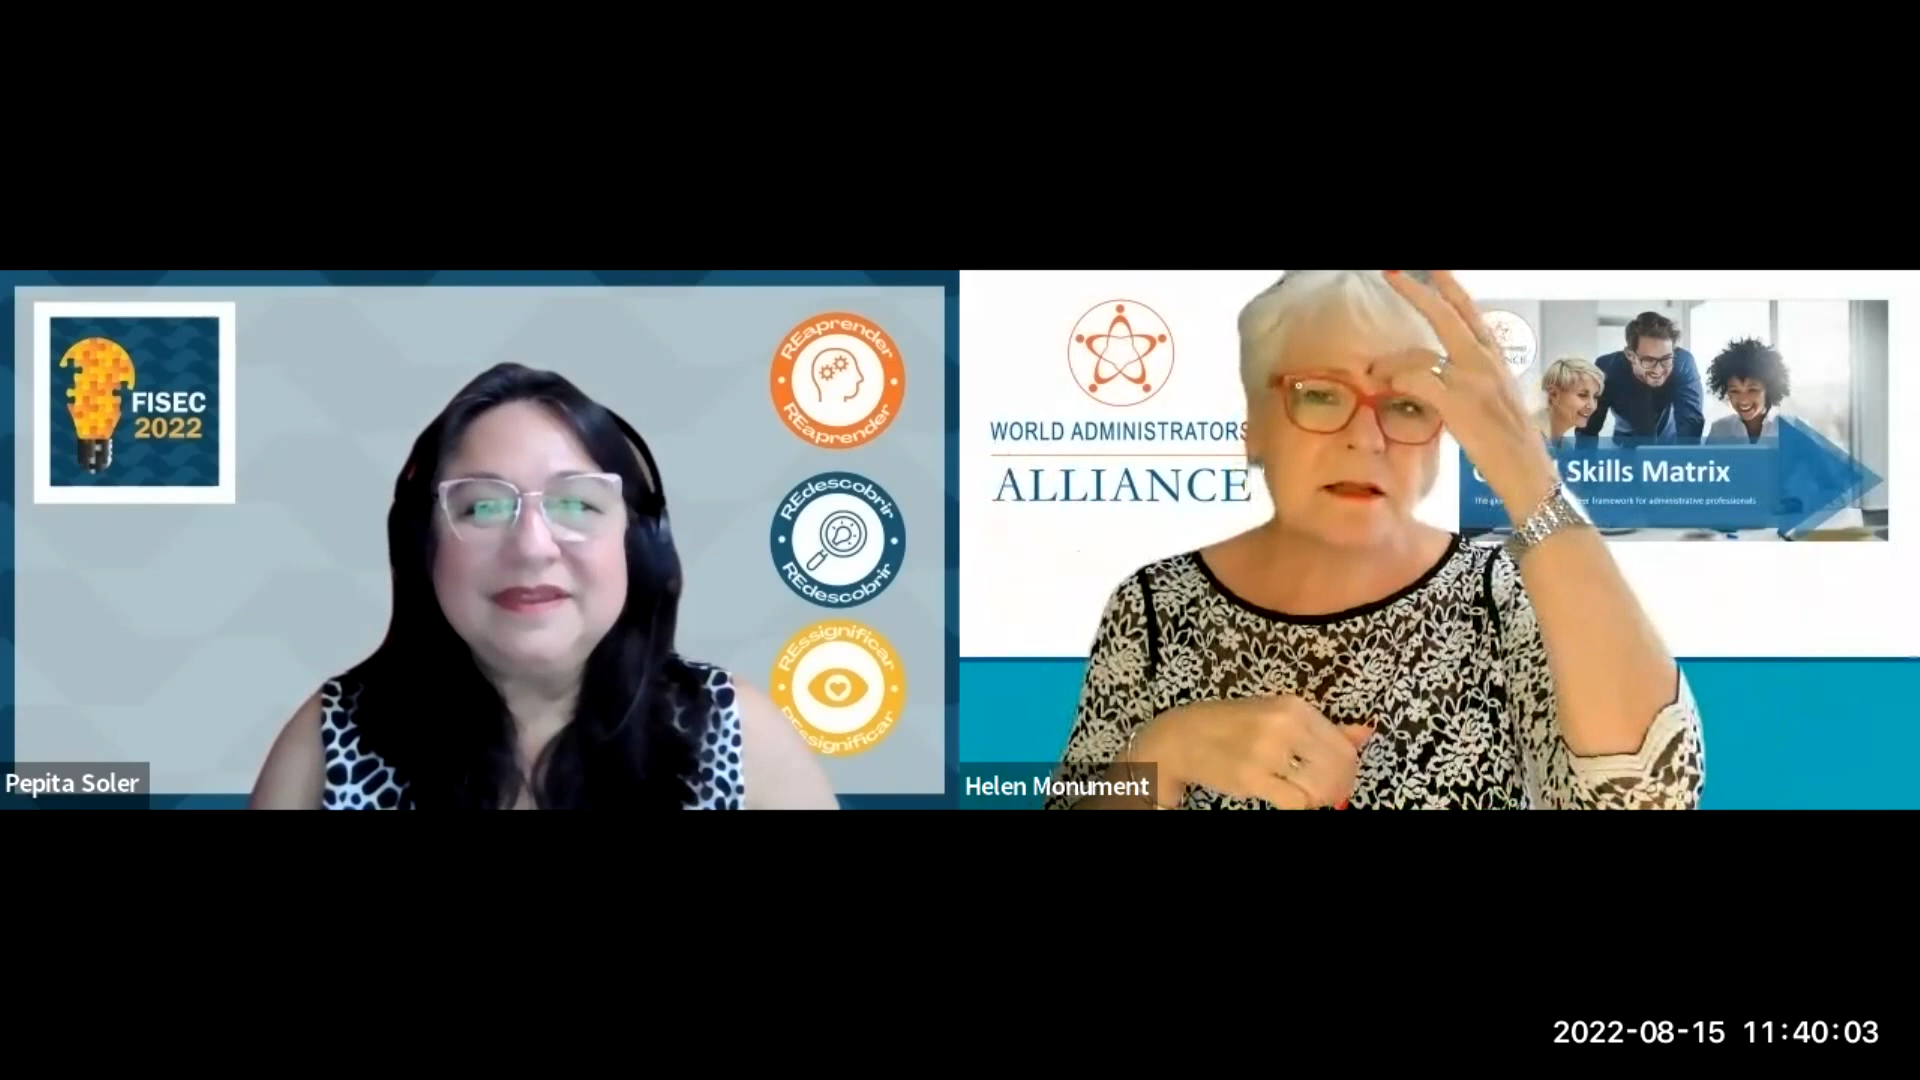 FISEC
2022
REaprender
REaprender
REdescobrir
REdescobrir
REssignificar
REssignificar
Pepita Soler
WORLD ADMINISTRATORS
ALLIANCE
Skills Matrix
framework for administrative professionals
Helen Monument
2022-08-15 11:40:03